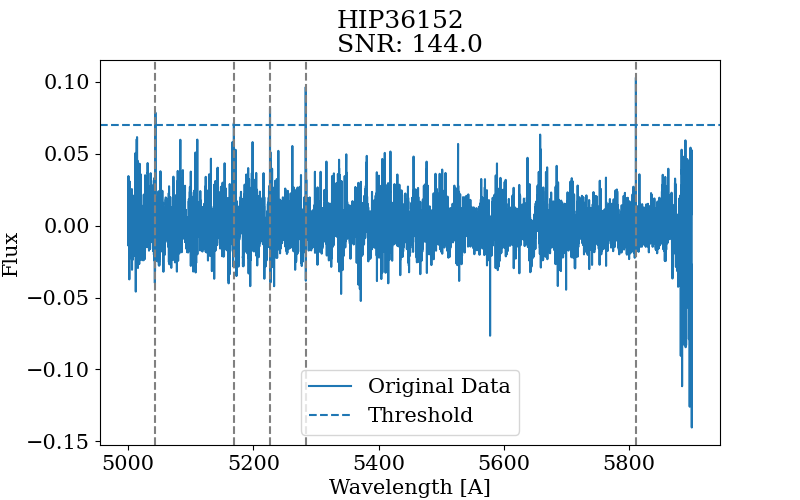 HIP36152
SNR: 144.0
0.10
0.05
0.00
−0.05
−0.10
−0.15
Flux
Original Data
Threshold
5000 5200 5400 5600 5800
Wavelength [A]